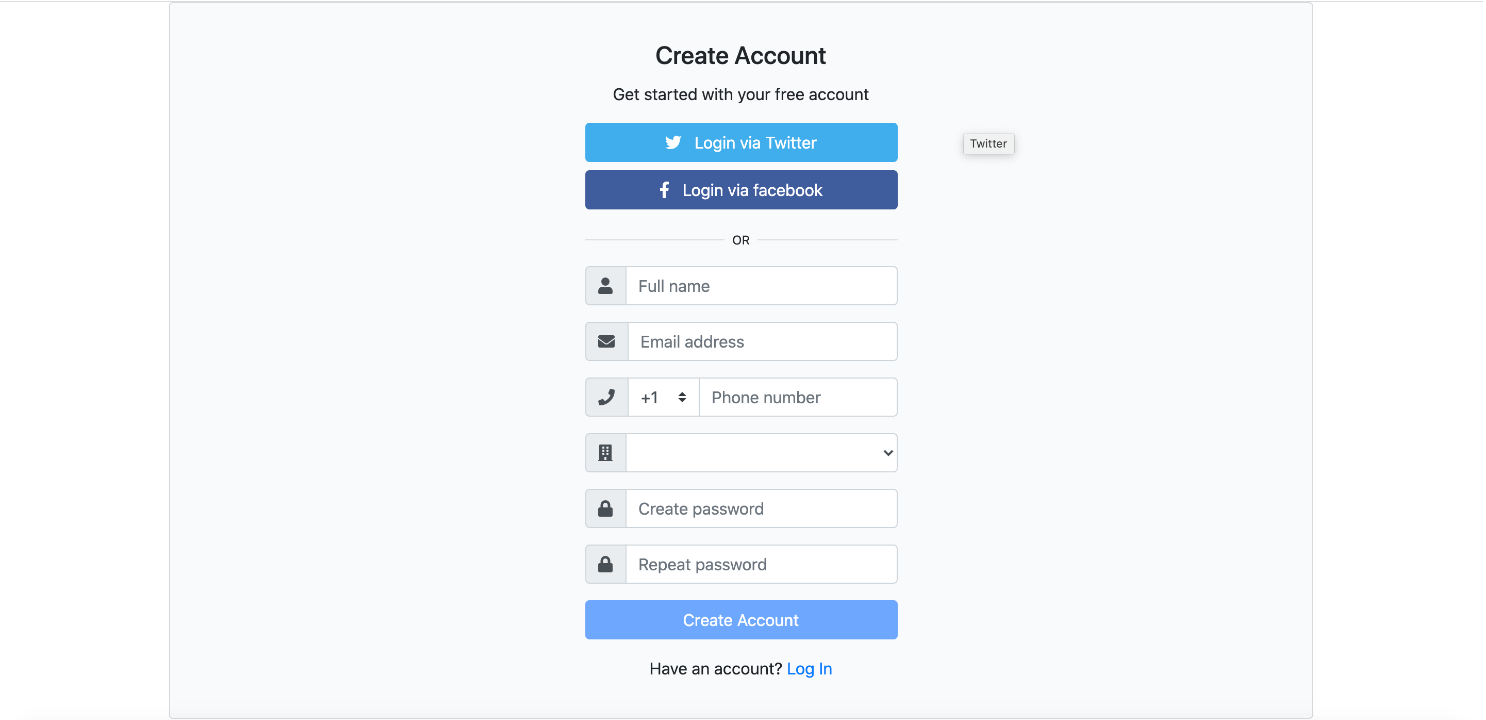 Create Account
Get started with your free account
Login via Twitter
Twitter
Login via facebook
OR
Full name
Email address
+1 Phone number
Create password
Repeat password
Create Account
Have an account? Log In